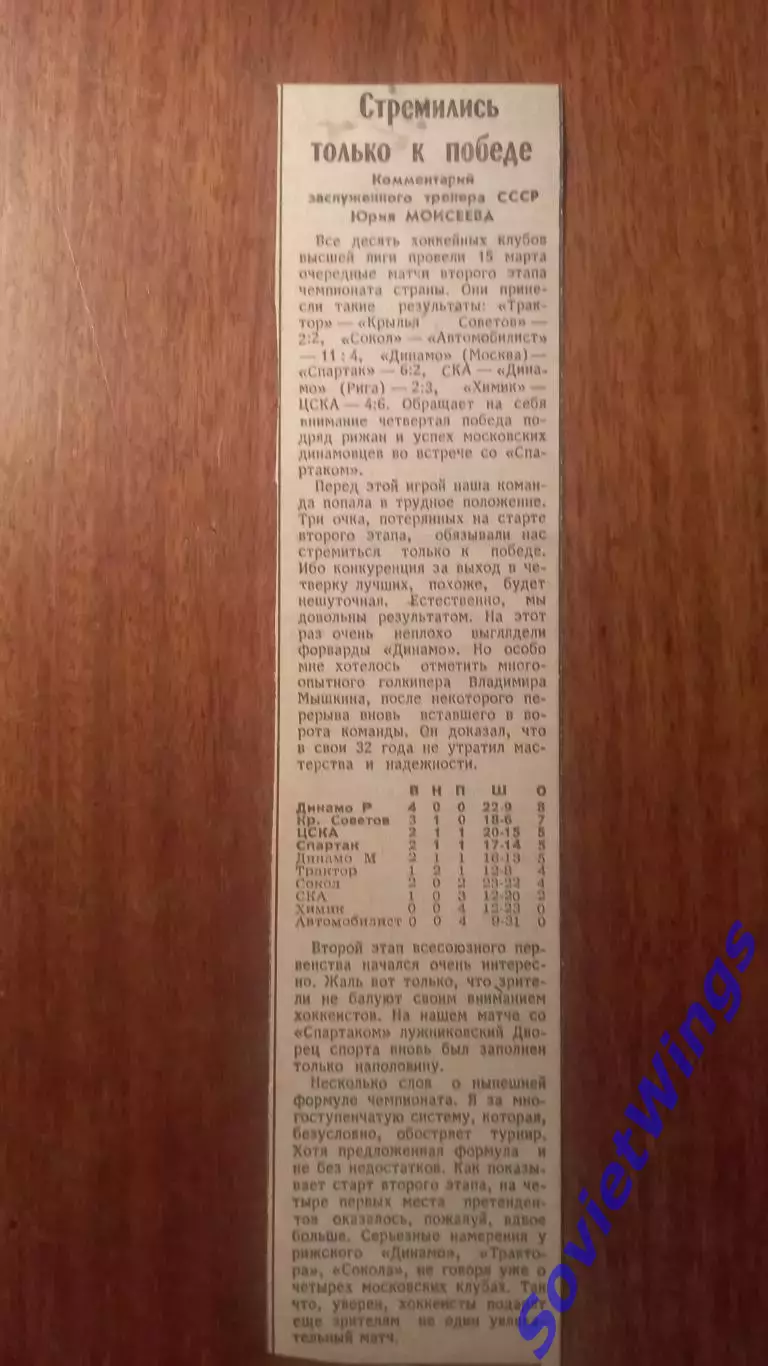 Стремились
только к победе
Комментарий
заслуженного тренера СССР
Юрия МОИСЕЕВА
Все десять хоккейных клубов
высшей лиги провели 15 марта
очередные матчи второго этапа
чемпионата страны. Они принес-
ли такие результаты: «Трак-
тор» — «Крылья Советов» —
2:2, «Сокол» — «Автомобилист»
— 11:4, «Динамо» (Москва) —
«Спартак» — 6:2, СКА — «Дина-
мо» (Рига) — 2:3, «Химик» —
ЦСКА — 4:6. Обращает на себя
внимание четвертая победа по-
дряд рижан и успех московских
динамовцев во встрече со «Спа-
ртаком».
Перед этой игрой наша коман-
да попала в трудное положение.
Три очка, потерянных на старте
второго этапа, обязывали нас
стремиться только к победе.
Ибо конкуренция за выход в че-
тверку лучших, похоже, будет
нешуточная. Естественно, мы
довольны результатом. На этот
раз очень неплохо выглядели
форварды «Динамо». Но особо
мне хотелось отметить много-
опытного голкипера Владимира
Мышкина, после некоторого пе-
рерыва вновь вставшего в во-
рота команды. Он доказал, что
в свои 32 года не утратил мас-
терства и надежности.
В Н П Ш О
Динамо Р 4 0 0 22-9 8
Кр. Советов 3 1 0 18-6 7
ЦСКА 2 1 1 20-15 5
Спартак 2 1 1 17-14 5
Динамо М 2 1 1 16-13 5
Трактор 1 2 1 12-8 4
Сокол 2 0 2 23-22 4
СКА 1 0 3 12-20 2
Химик 0 0 4 12-23 0
Автомобилист 0 0 4 9-31 0
Второй этап всесоюзного пер-
венства начался очень интерес-
но. Жаль вот только, что зрите-
ли не балуют своим вниманием
хоккеистов. На нашем матче со
«Спартаком» лужниковский Дво-
рец спорта вновь был заполнен
только наполовину.
Несколько слов о нынешней
формуле чемпионата. Я за мно-
гоступенчатую систему, которая,
безусловно, обостряет турнир.
Хотя предложенная формула и
не без недостатков. Как показы-
вает старт второго этапа, на че-
тыре первых места претенден-
тов оказалось, пожалуй, вдвое
больше. Серьезные намерения у
рижского «Динамо», «Тракто-
ра», «Сокола», не говоря уже о
четырех московских клубах. Так
что, уверен, хоккеисты подарят
еще зрителям не один увлека-
тельный матч.
SovietWings